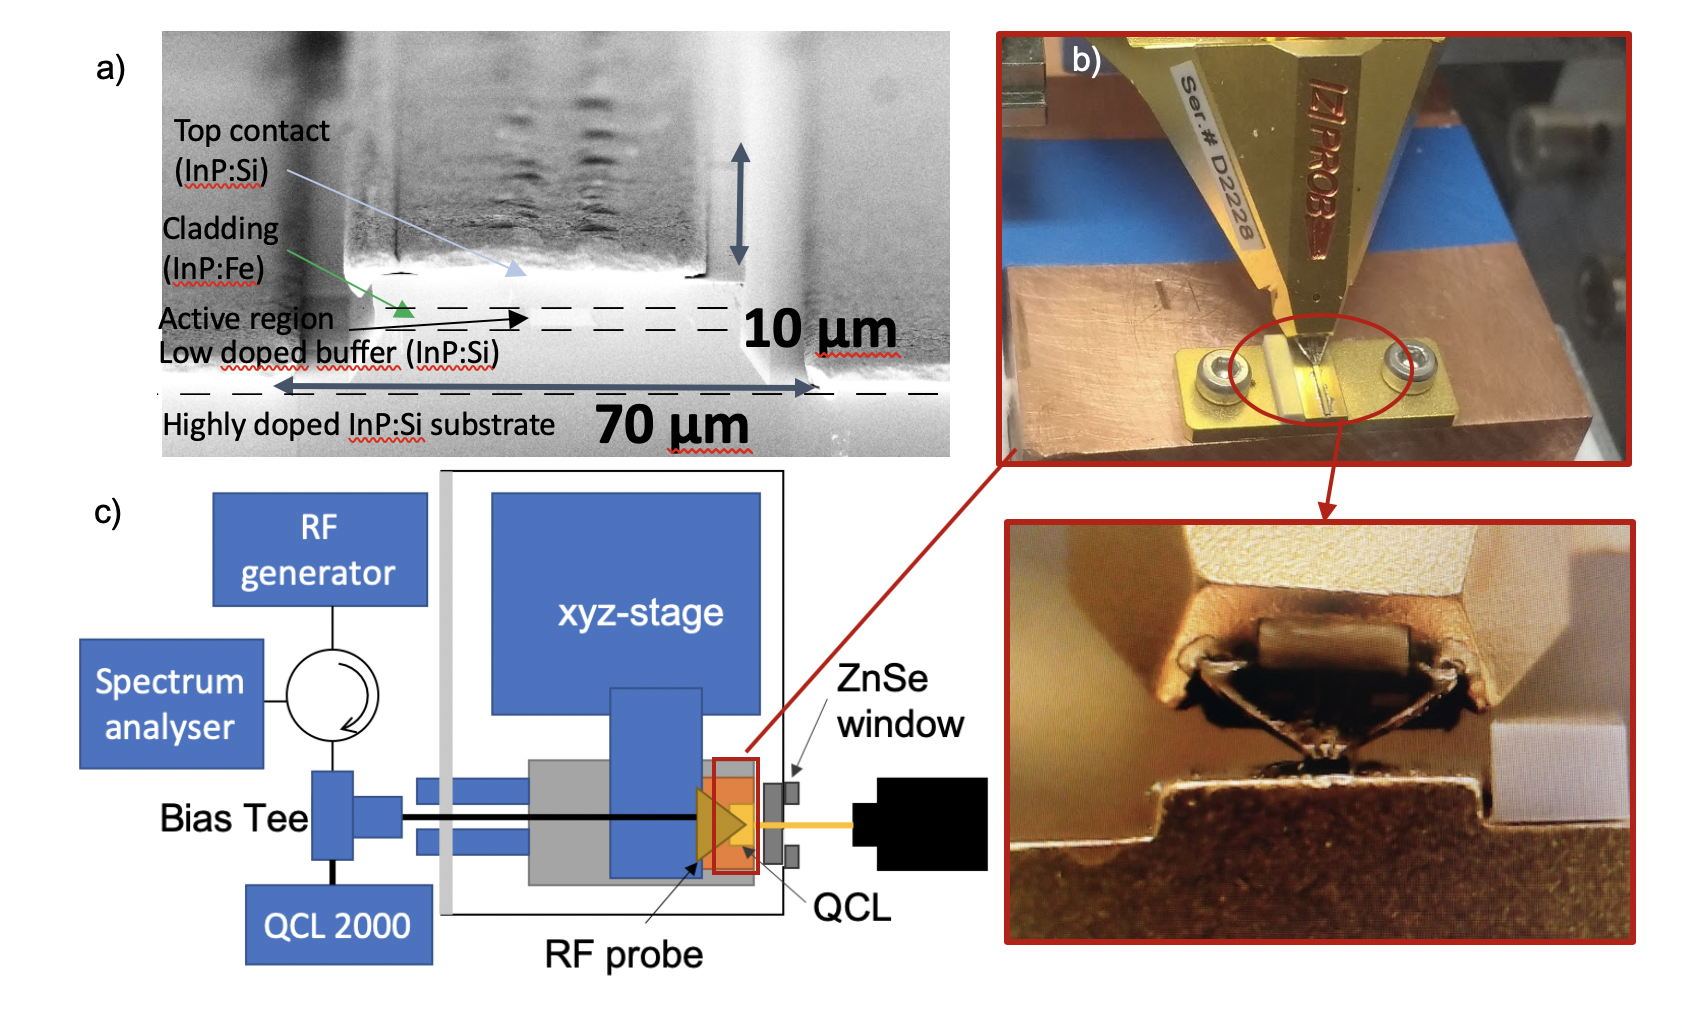 a)
Top contact
(InP:Si)
Cladding
(InP:Fe)
Active region
Low doped buffer (InP:Si)
10 µm
70 µm
Highly doped InP:Si substrate
b)
Ser.# D2228
|Z|PROBE
c)
RF
generator
xyz-stage
Spectrum
analyser
ZnSe
window
Bias Tee
QCL
QCL 2000
RF probe